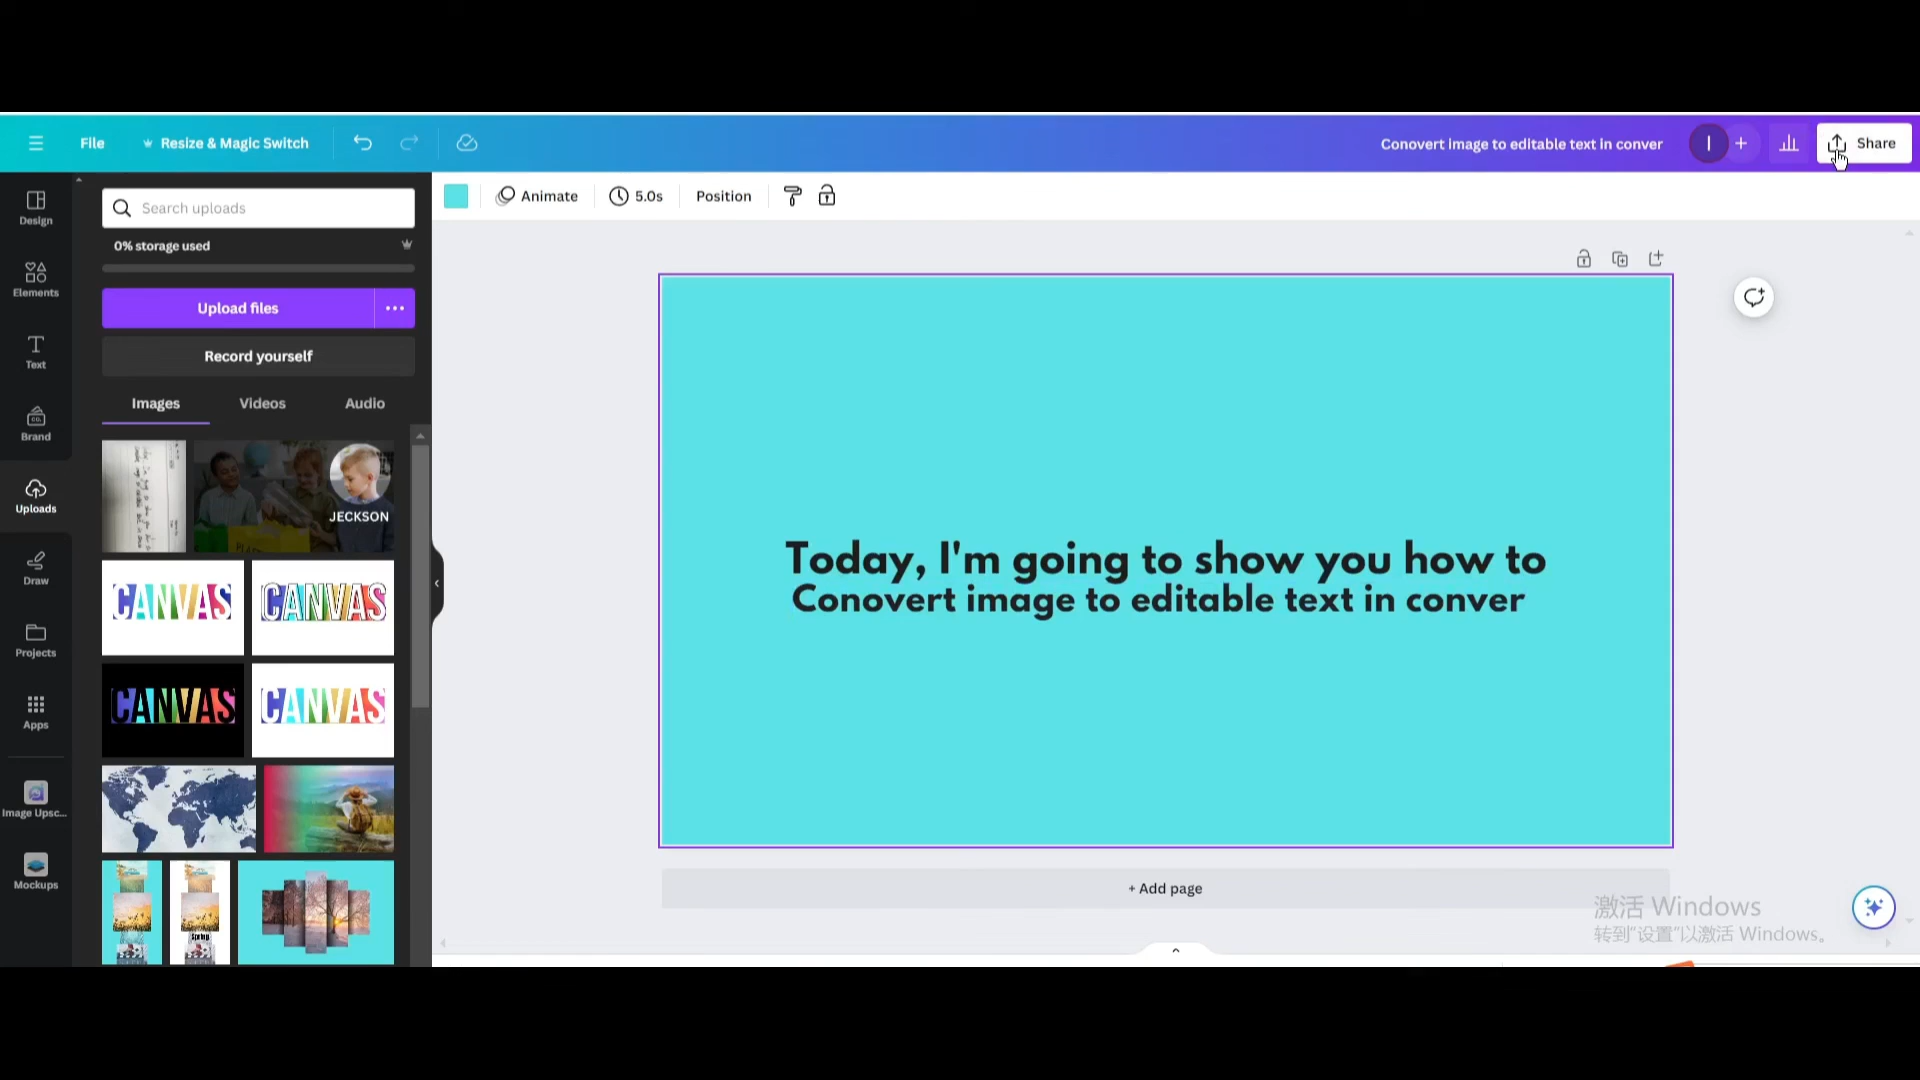 File
Resize & Magic Switch
Conovert image to editable text in conver
Share
Design
Elements
Text
Brand
Uploads
Draw
Projects
Apps
Image Upsc...
Mockups
Search uploads
0% storage used
Upload files
Record yourself
Images
Videos
Audio
JECKSON
CANVAS
CANVAS
CANVAS
CANVAS
Animate
5.0s
Position
Today, I'm going to show you how to
Conovert image to editable text in conver
+ Add page
激活 Windows
转到"设置"以激活 Windows。